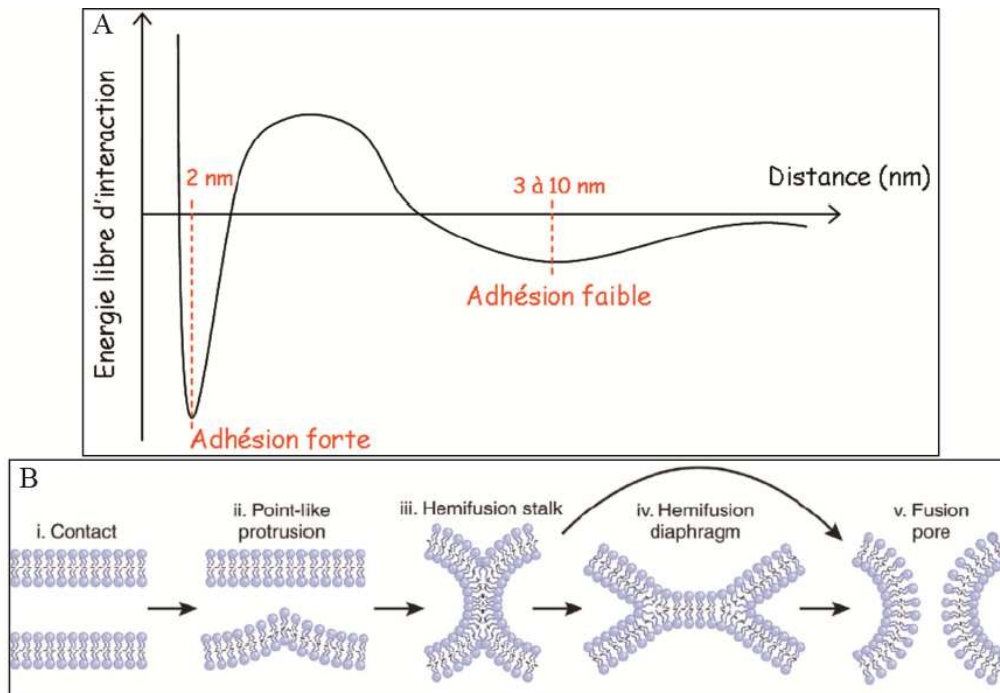 A
Energie libre d'interaction
2 nm
3 à 10 nm
Distance (nm)
Adhésion faible
Adhésion forte
B
i. Contact
ii. Point-like
protrusion
iii. Hemifusion stalk
iv. Hemifusion
diaphragm
v. Fusion
pore